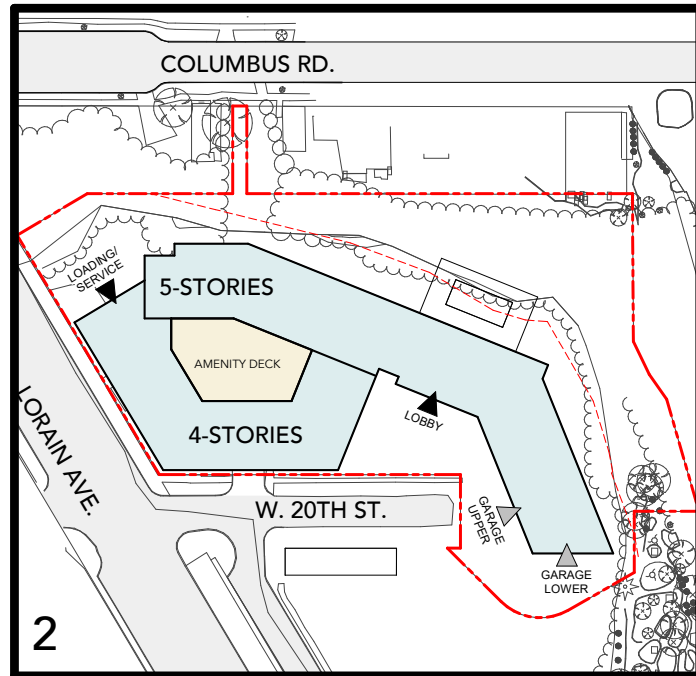 COLUMBUS RD.
LOADING/
SERVICE
5-STORIES
AMENITY DECK
LOBBY
4-STORIES
LORAIN AVE.
W. 20TH ST.
GARAGE
UPPER
GARAGE
LOWER
2